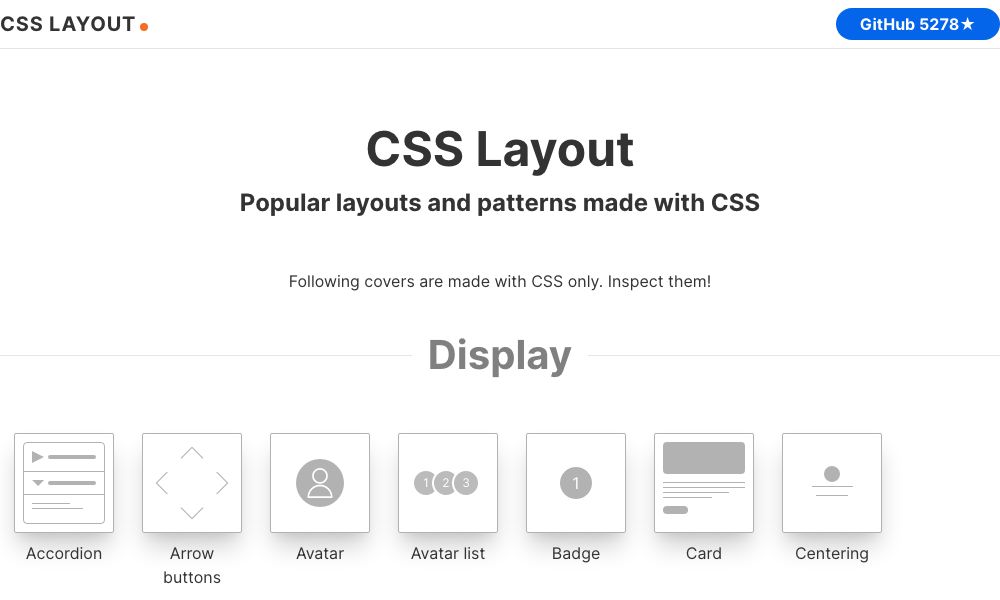 CSS LAYOUT
GitHub 5278★
CSS Layout
Popular layouts and patterns made with CSS
Following covers are made with CSS only. Inspect them!
Display
1 2 3
1
Accordion
Arrow
buttons
Avatar
Avatar list
Badge
Card
Centering